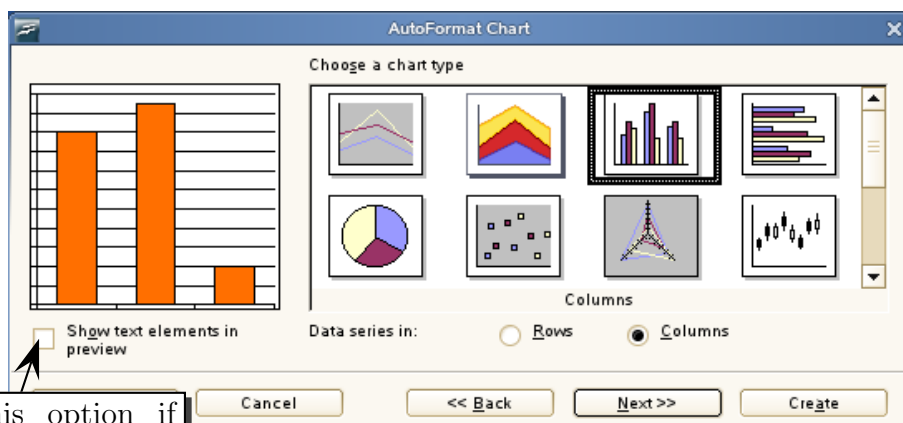 AutoFormat Chart
Choose a chart type
Columns
Show text elements in
preview
Data series in:
Rows
Columns
his option if
Cancel
<< Back
Next >>
Create